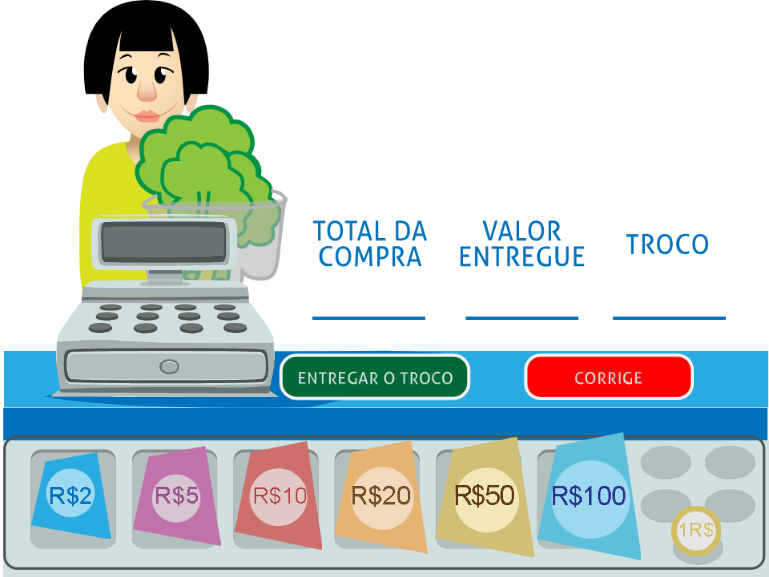 TOTAL DA
COMPRA
VALOR
ENTREGUE
TROCO
ENTREGAR O TROCO
CORRIGE
R$2
R$5
R$10
R$20
R$50
R$100
1R$